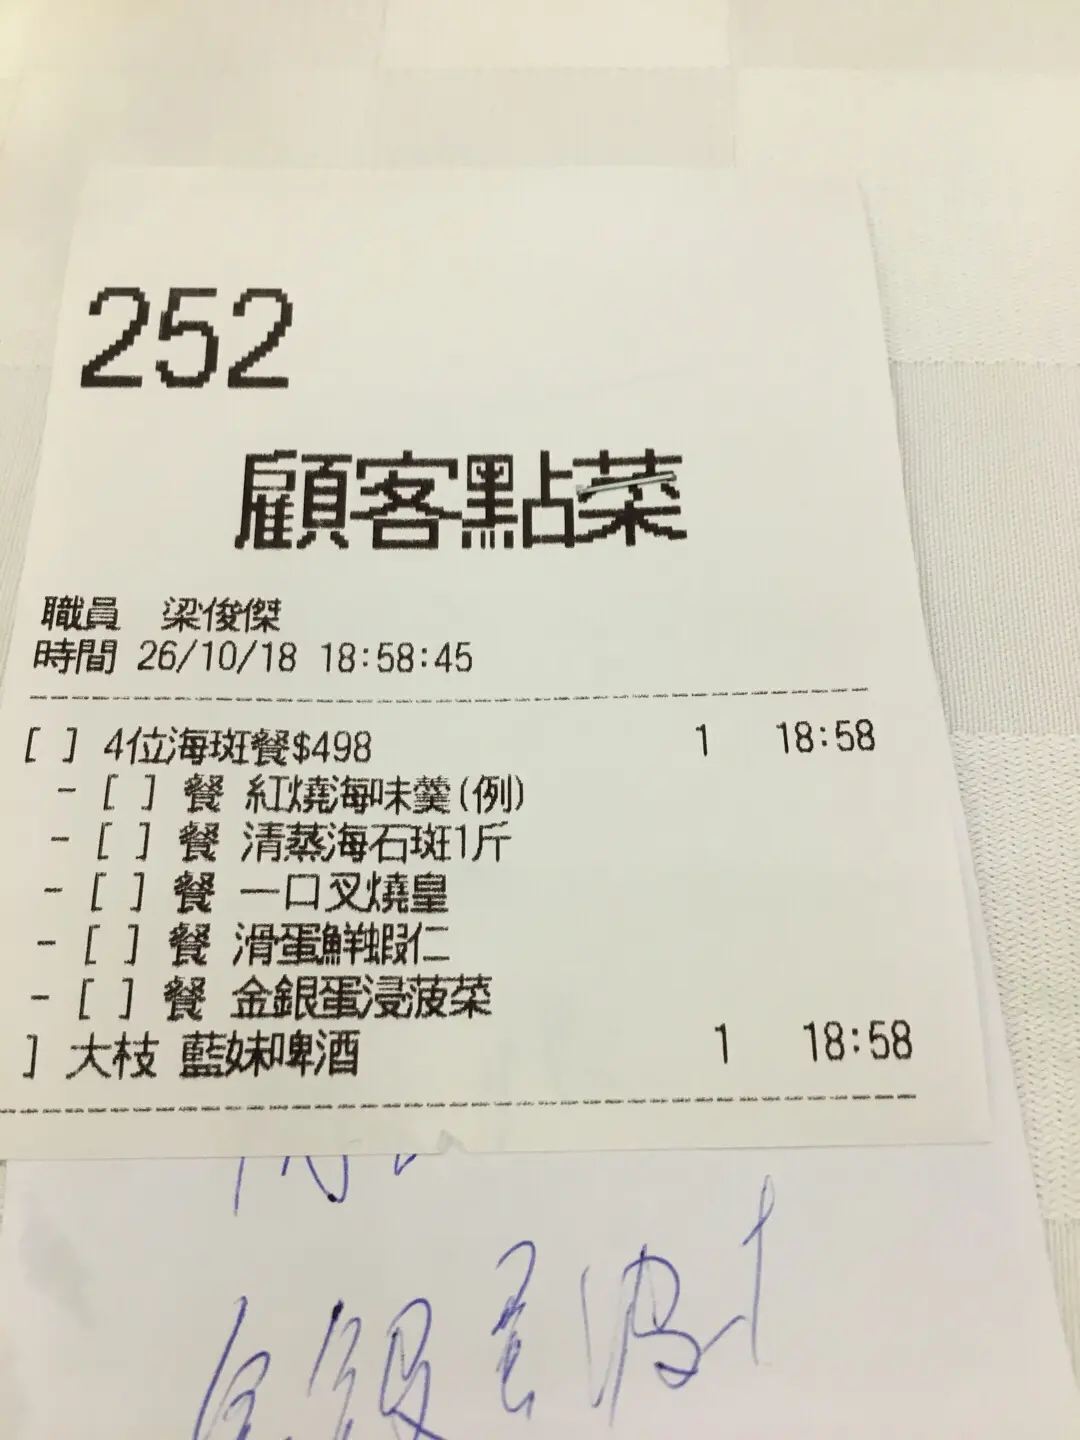 252
顧客點菜
職員 梁俊傑
時間 26/10/18 18:58:45
[ ] 4位海斑餐$498 1 18:58
- [ ] 餐 紅燒海味羹(例)
- [ ] 餐 清蒸海石斑1斤
- [ ] 餐 一口叉燒皇
- [ ] 餐 滑蛋鮮蝦仁
- [ ] 餐 金銀蛋浸菠菜
] 大枝 藍妹啤酒 1 18:58